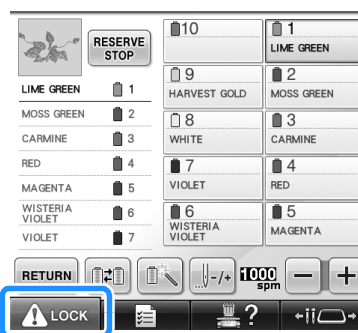 RESERVE
STOP
LIME GREEN 1
MOSS GREEN 2
CARMINE 3
RED 4
MAGENTA 5
WISTERIA
VIOLET 6
VIOLET 7
10
1
LIME GREEN
9
HARVEST GOLD
2
MOSS GREEN
8
WHITE
3
CARMINE
7
VIOLET
4
RED
6
WISTERIA
VIOLET
5
MAGENTA
RETURN
-/+
1000
spm
- +
LOCK
?